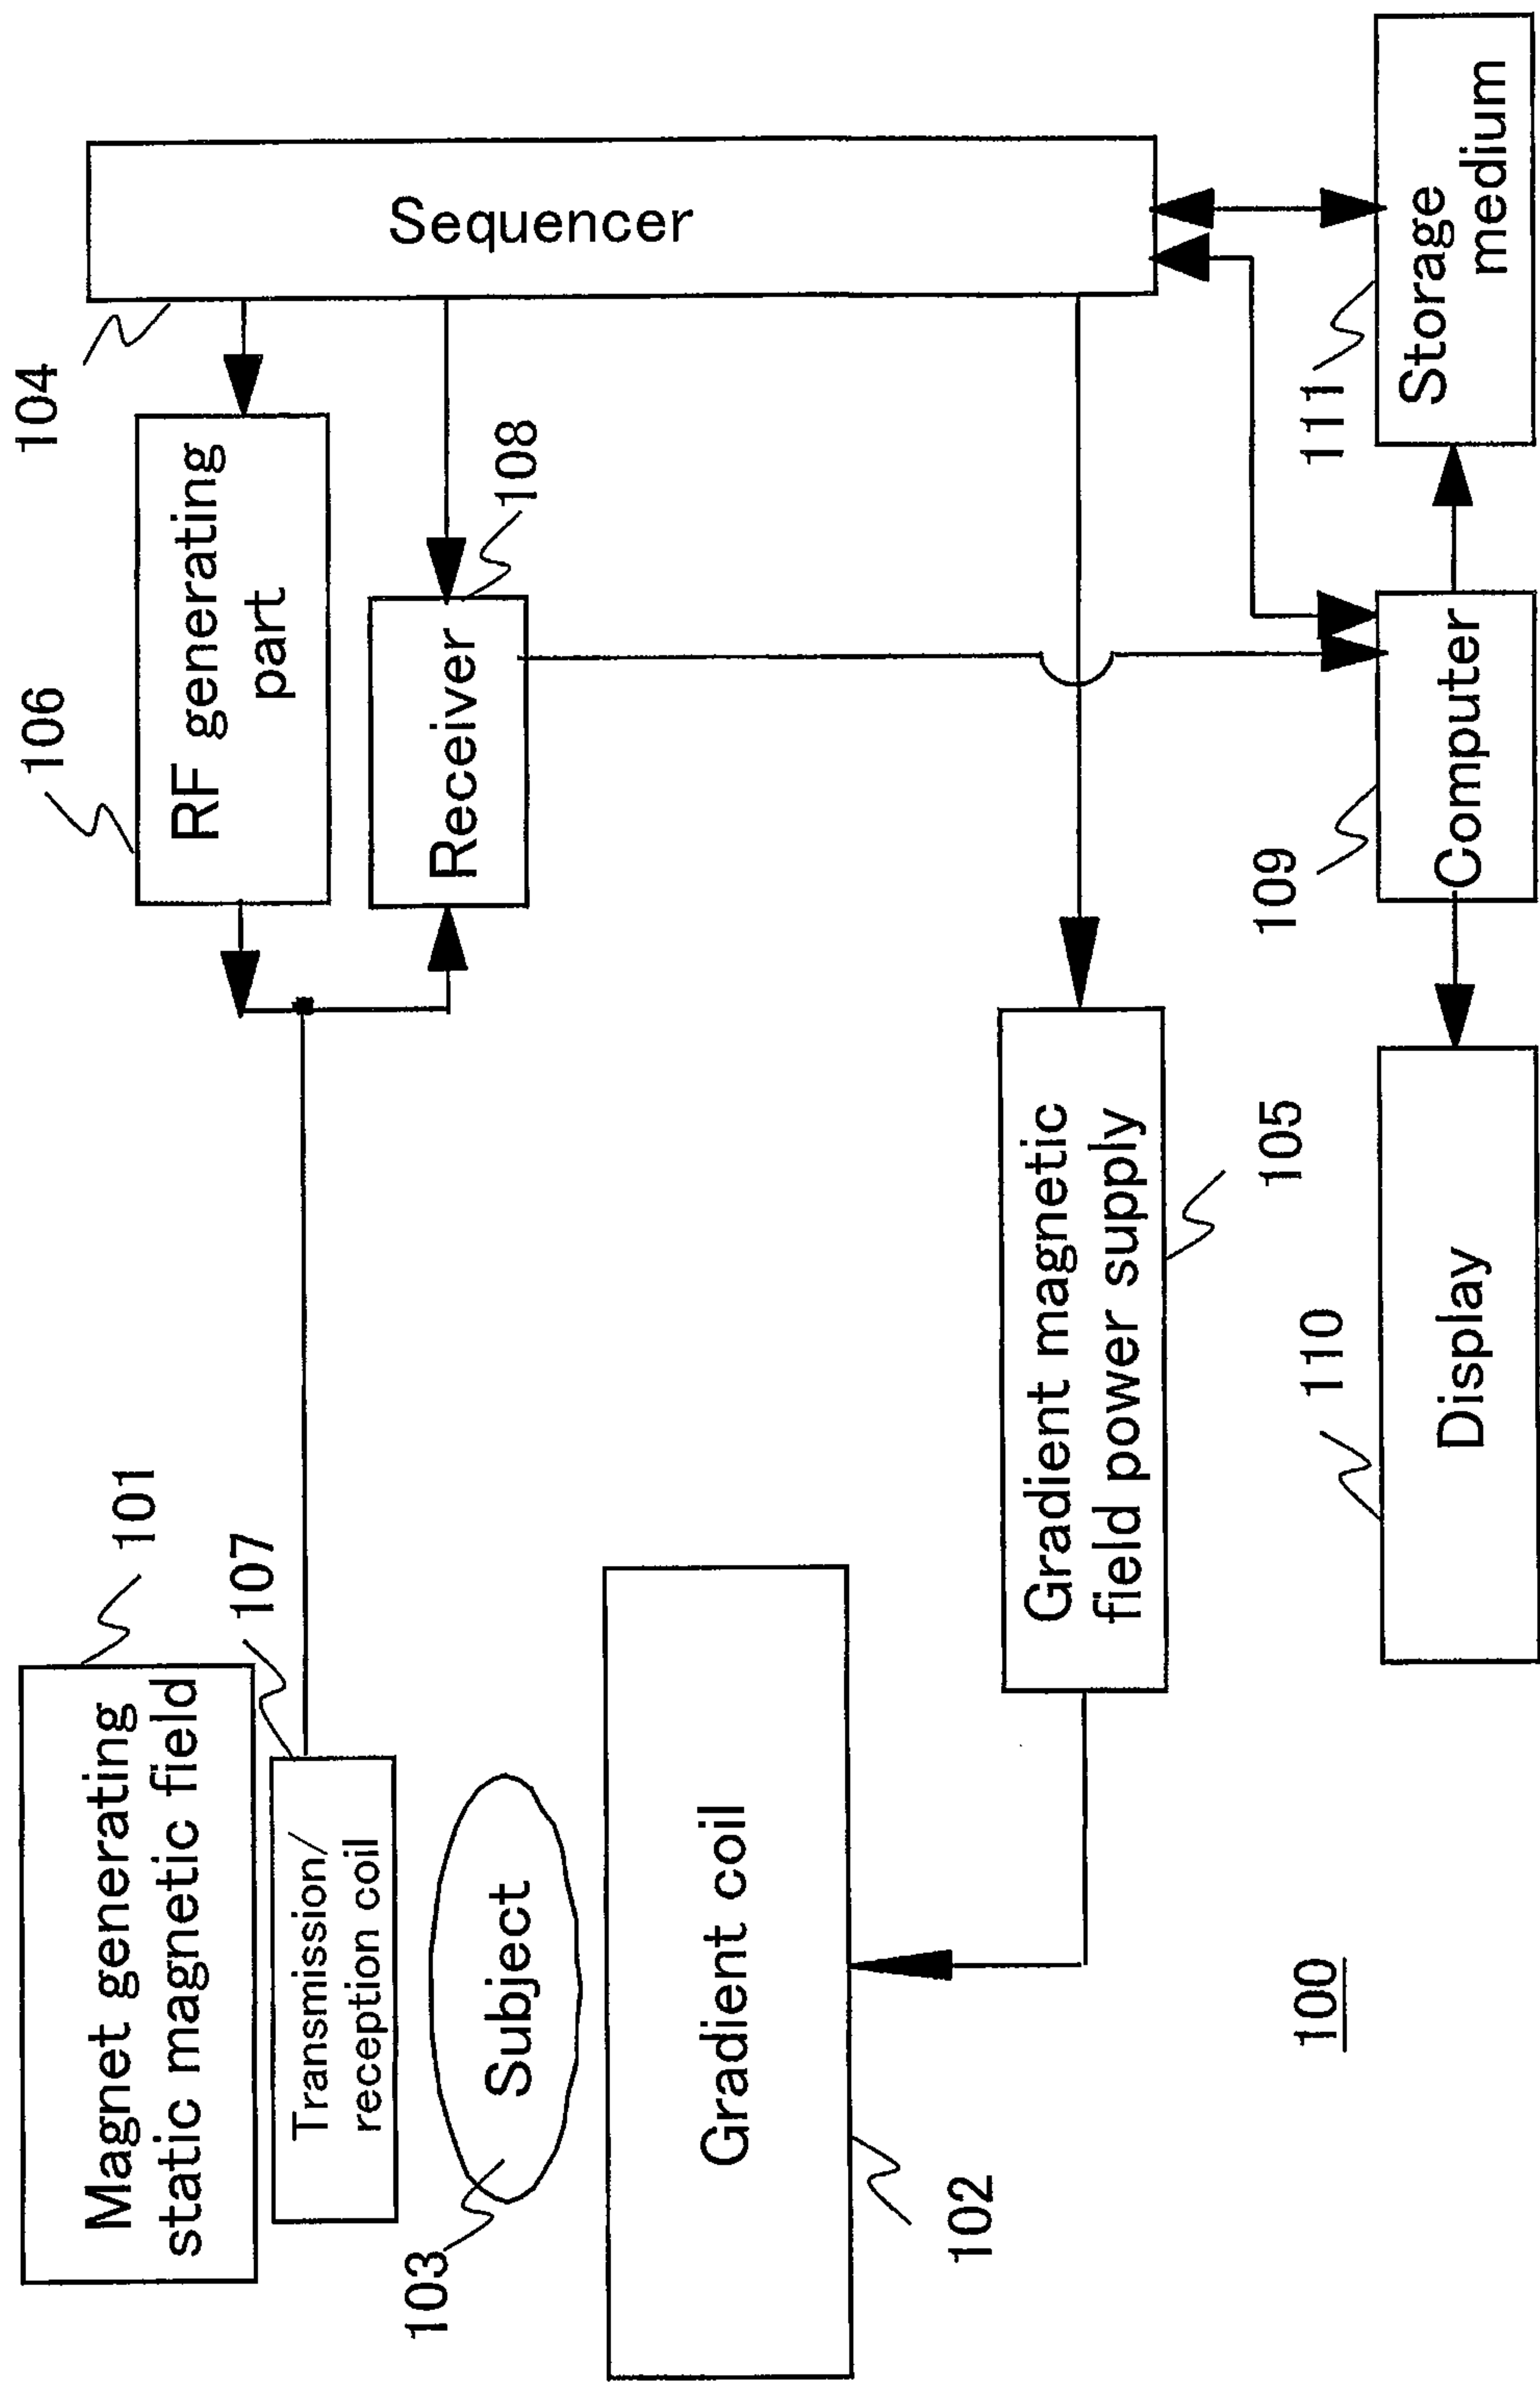 Magnet generating
static magnetic field
101
107
Transmission/
reception coil
103
Subject
Gradient coil
102
106
RF generating
part
104
Sequencer
108
Receiver
Gradient magnetic
field power supply
105
110
Display
109
Computer
111
Storage
medium
100